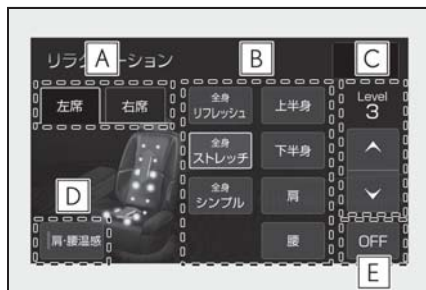 リラクゼーション
A
B
C
左席
右席
全身
リフレッシュ
上半身
Level
3
全身
ストレッチ
下半身
全身
シンプル
肩
D
肩・腰温感
腰
OFF
E